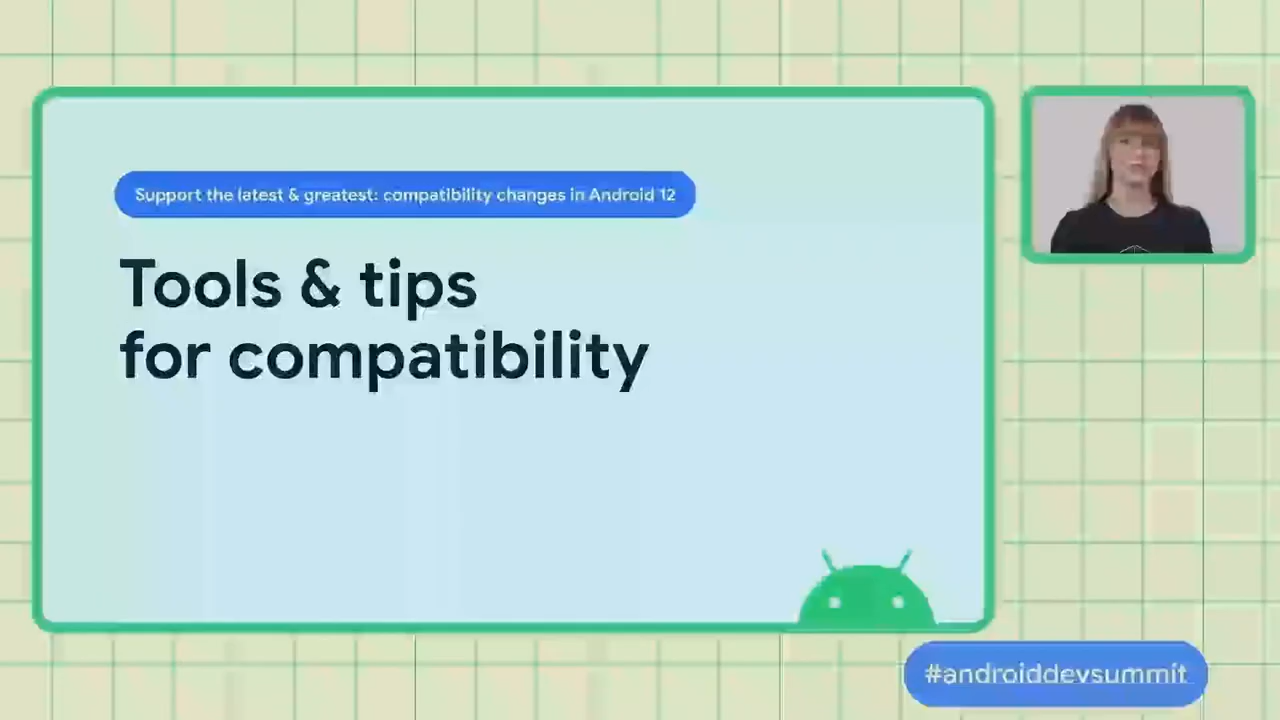 Support the latest & greatest: compatibility changes in Android 12
Tools & tips
for compatibility
#androiddevsummit